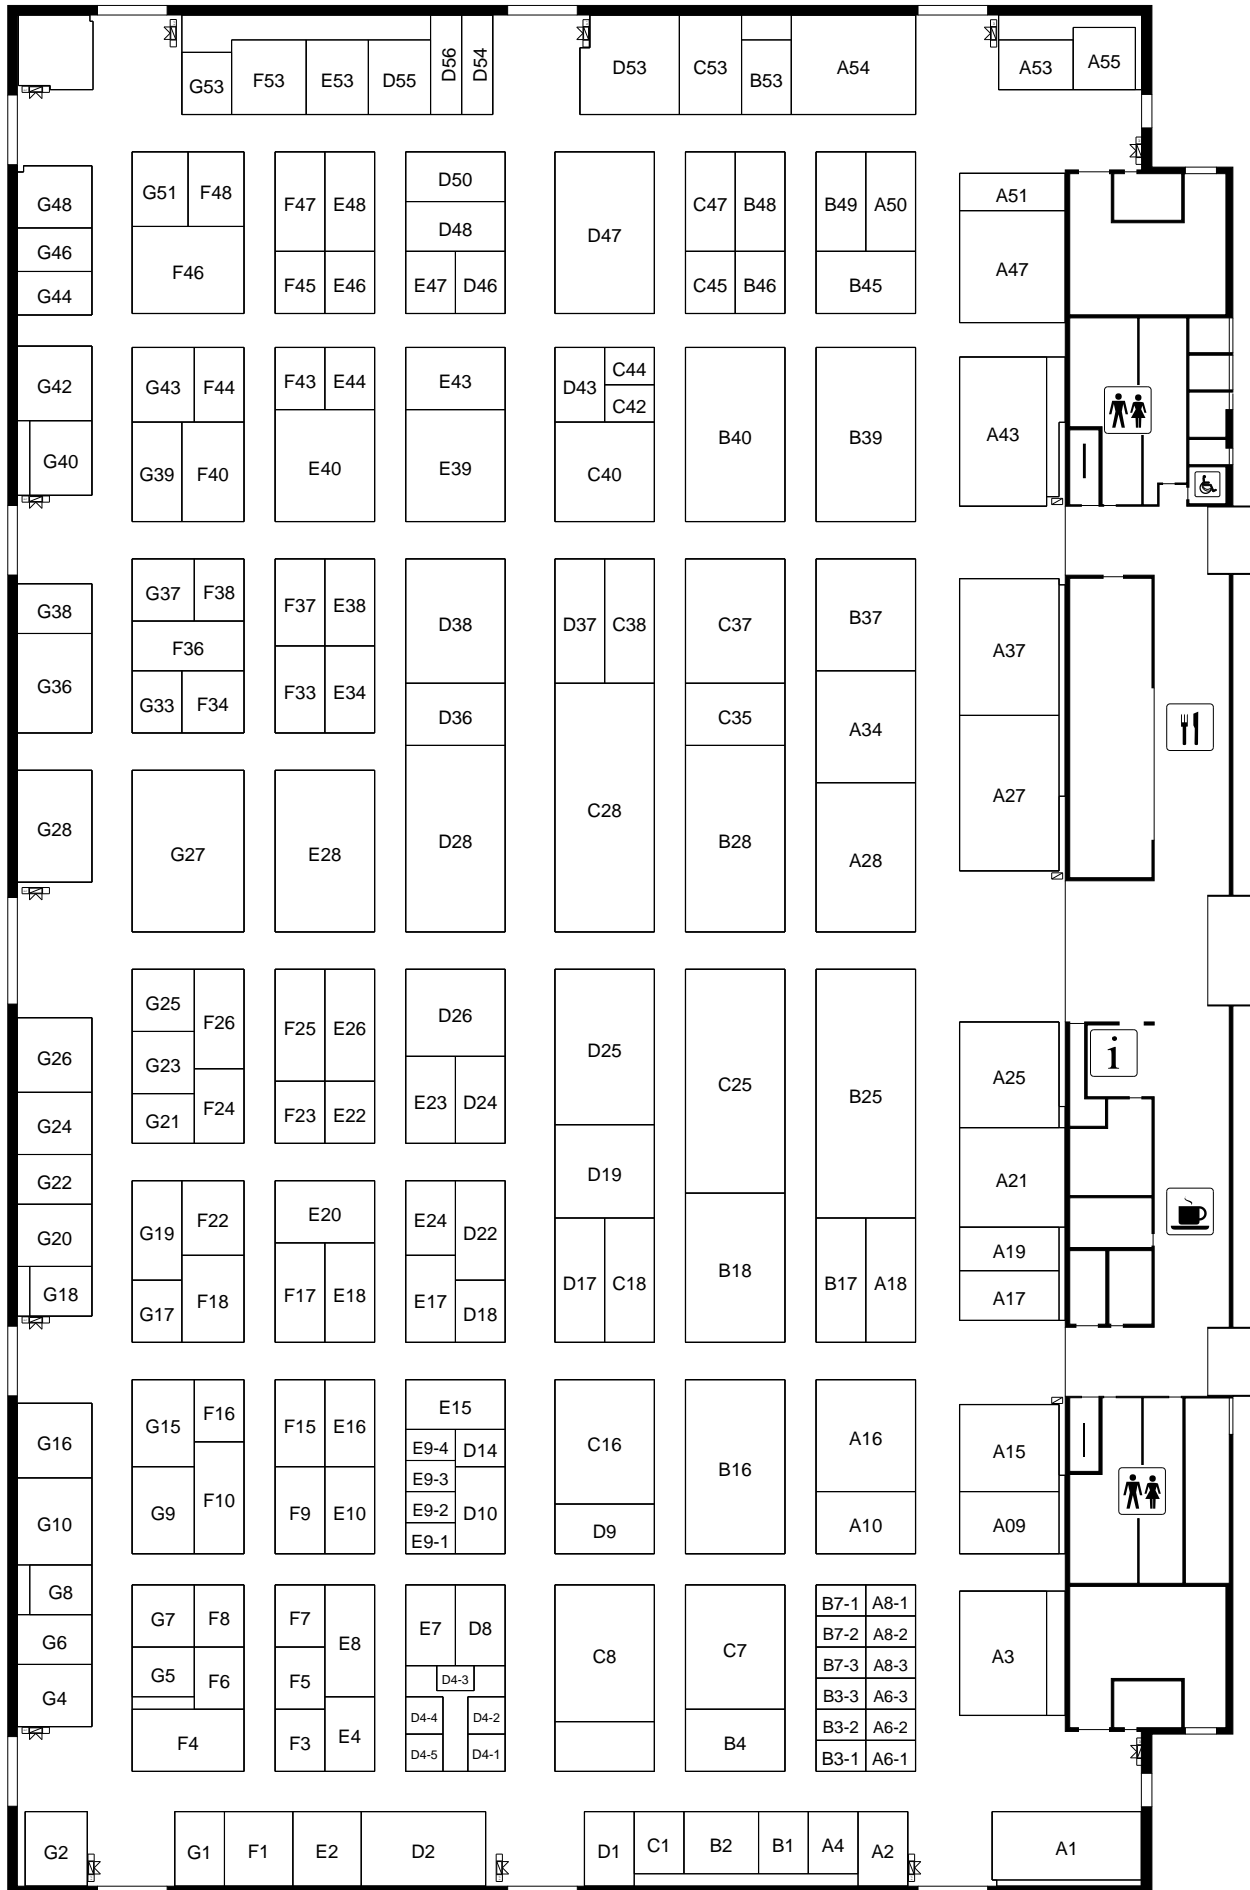 G53 F53 E53 D55 D56 D54 D53 C53 B53 A54 A53 A55
G48 G51 F48 F47 E48 D50 D47 C47 B48 B49 A50 A51
D48
G46 F46 A47
G44 F45 E46 E47 D46 C45 B46 B45
G42 G43 F44 F43 E44 E43 D43 C44 B40 B39 A43
C42
G40 G39 F40 E40 E39 C40
G38 G37 F38 F37 E38 D38 D37 C38 C37 B37 A37
F36
G36 G33 F34 F33 E34 D36 C35 A34
G28 G27 E28 D28 C28 B28 A28 A27
G26 G25 F26 F25 E26 D26 D25 C25 B25 A25
i
G23
G24 G21 F24 F23 E22 E23 D24
G22 D19 A21
G20 G19 F22 E20 E24 D22 A19
G18 G17 F18 F17 E18 E17 D18 D17 C18 B18 B17 A18 A17
G16 G15 F16 F15 E16 E15 C16 B16 A16 A15
E9-4 D14
E9-3
G10 G9 F10 F9 E10 E9-2 D10 D9 A10 A09
E9-1
G8 G7 F8 F7 E8 E7 D8 C8 C7 B7-1 A8-1 A3
B7-2 A8-2
G6 G5 F6 F5 D4-3 B7-3 A8-3
G4 B3-3 A6-3
F4 F3 E4 D4-4 D4-2 B4 B3-2 A6-2
D4-5 D4-1 B3-1 A6-1
G2 G1 F1 E2 D2 D1 C1 B2 B1 A4 A2 A1